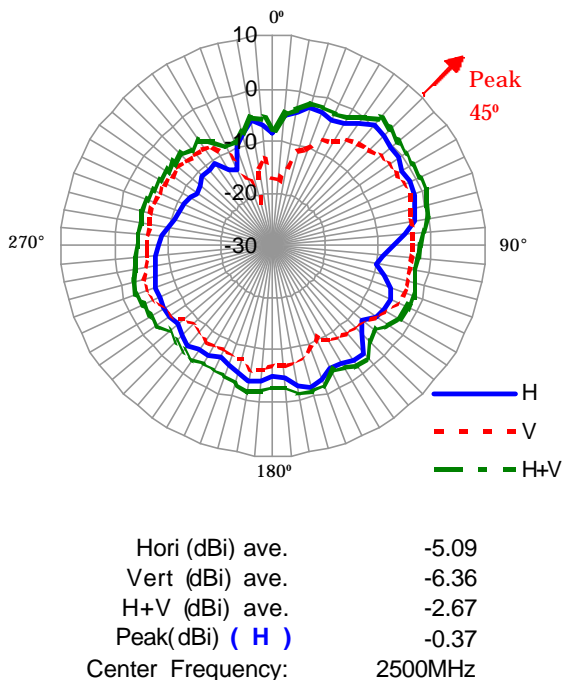 0º
10
0
-10
-20
-30
Peak
45º
270°
90°
180º
H
V
H+V
Hori (dBi) ave. -5.09
Vert (dBi) ave. -6.36
H+V (dBi) ave. -2.67
Peak(dBi) ( H ) -0.37
Center Frequency: 2500MHz